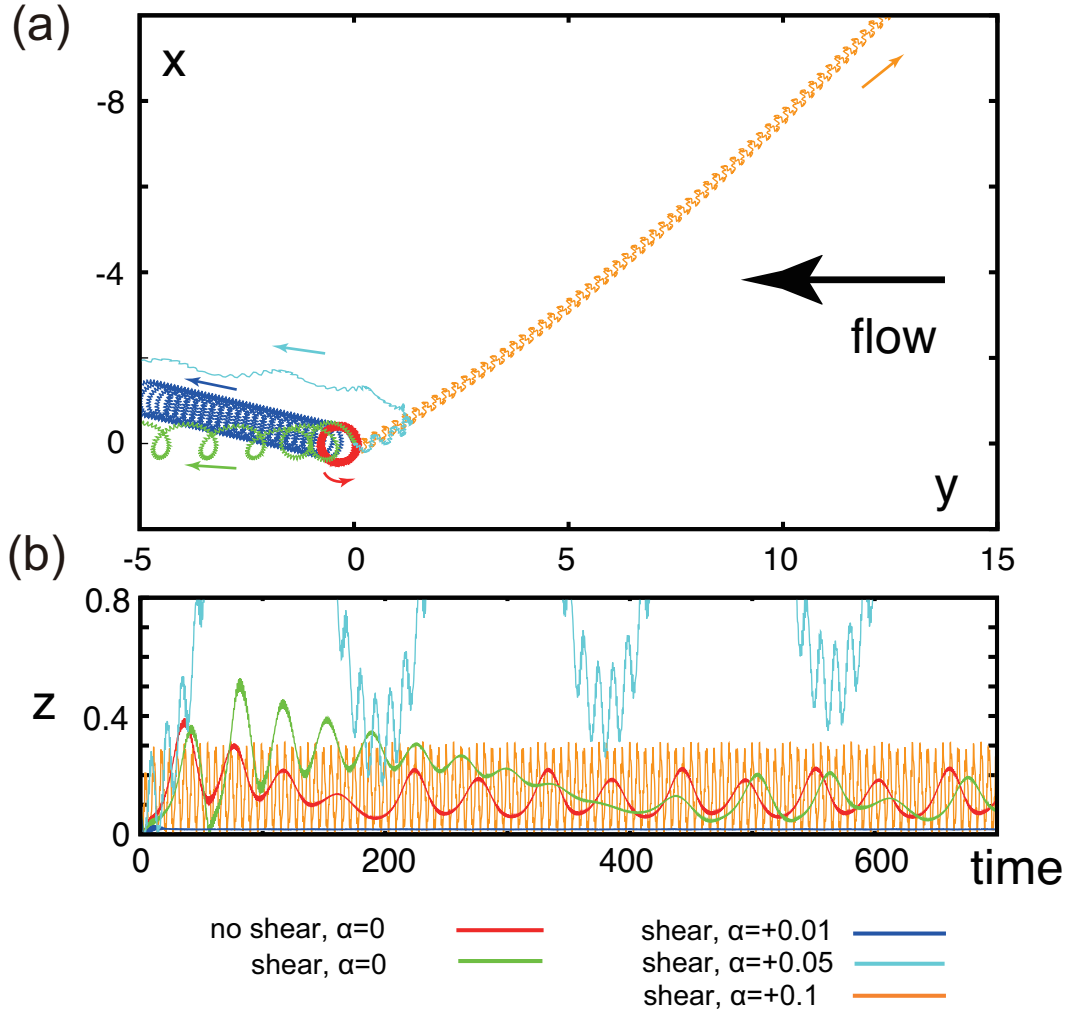 (a)
x
-8
-4
0
flow
y
-5 0 5 10 15
(b)
0.8
z
0.4
0
0 200 400 600 time
no shear, α=0
shear, α=0
shear, α=+0.01
shear, α=+0.05
shear, α=+0.1